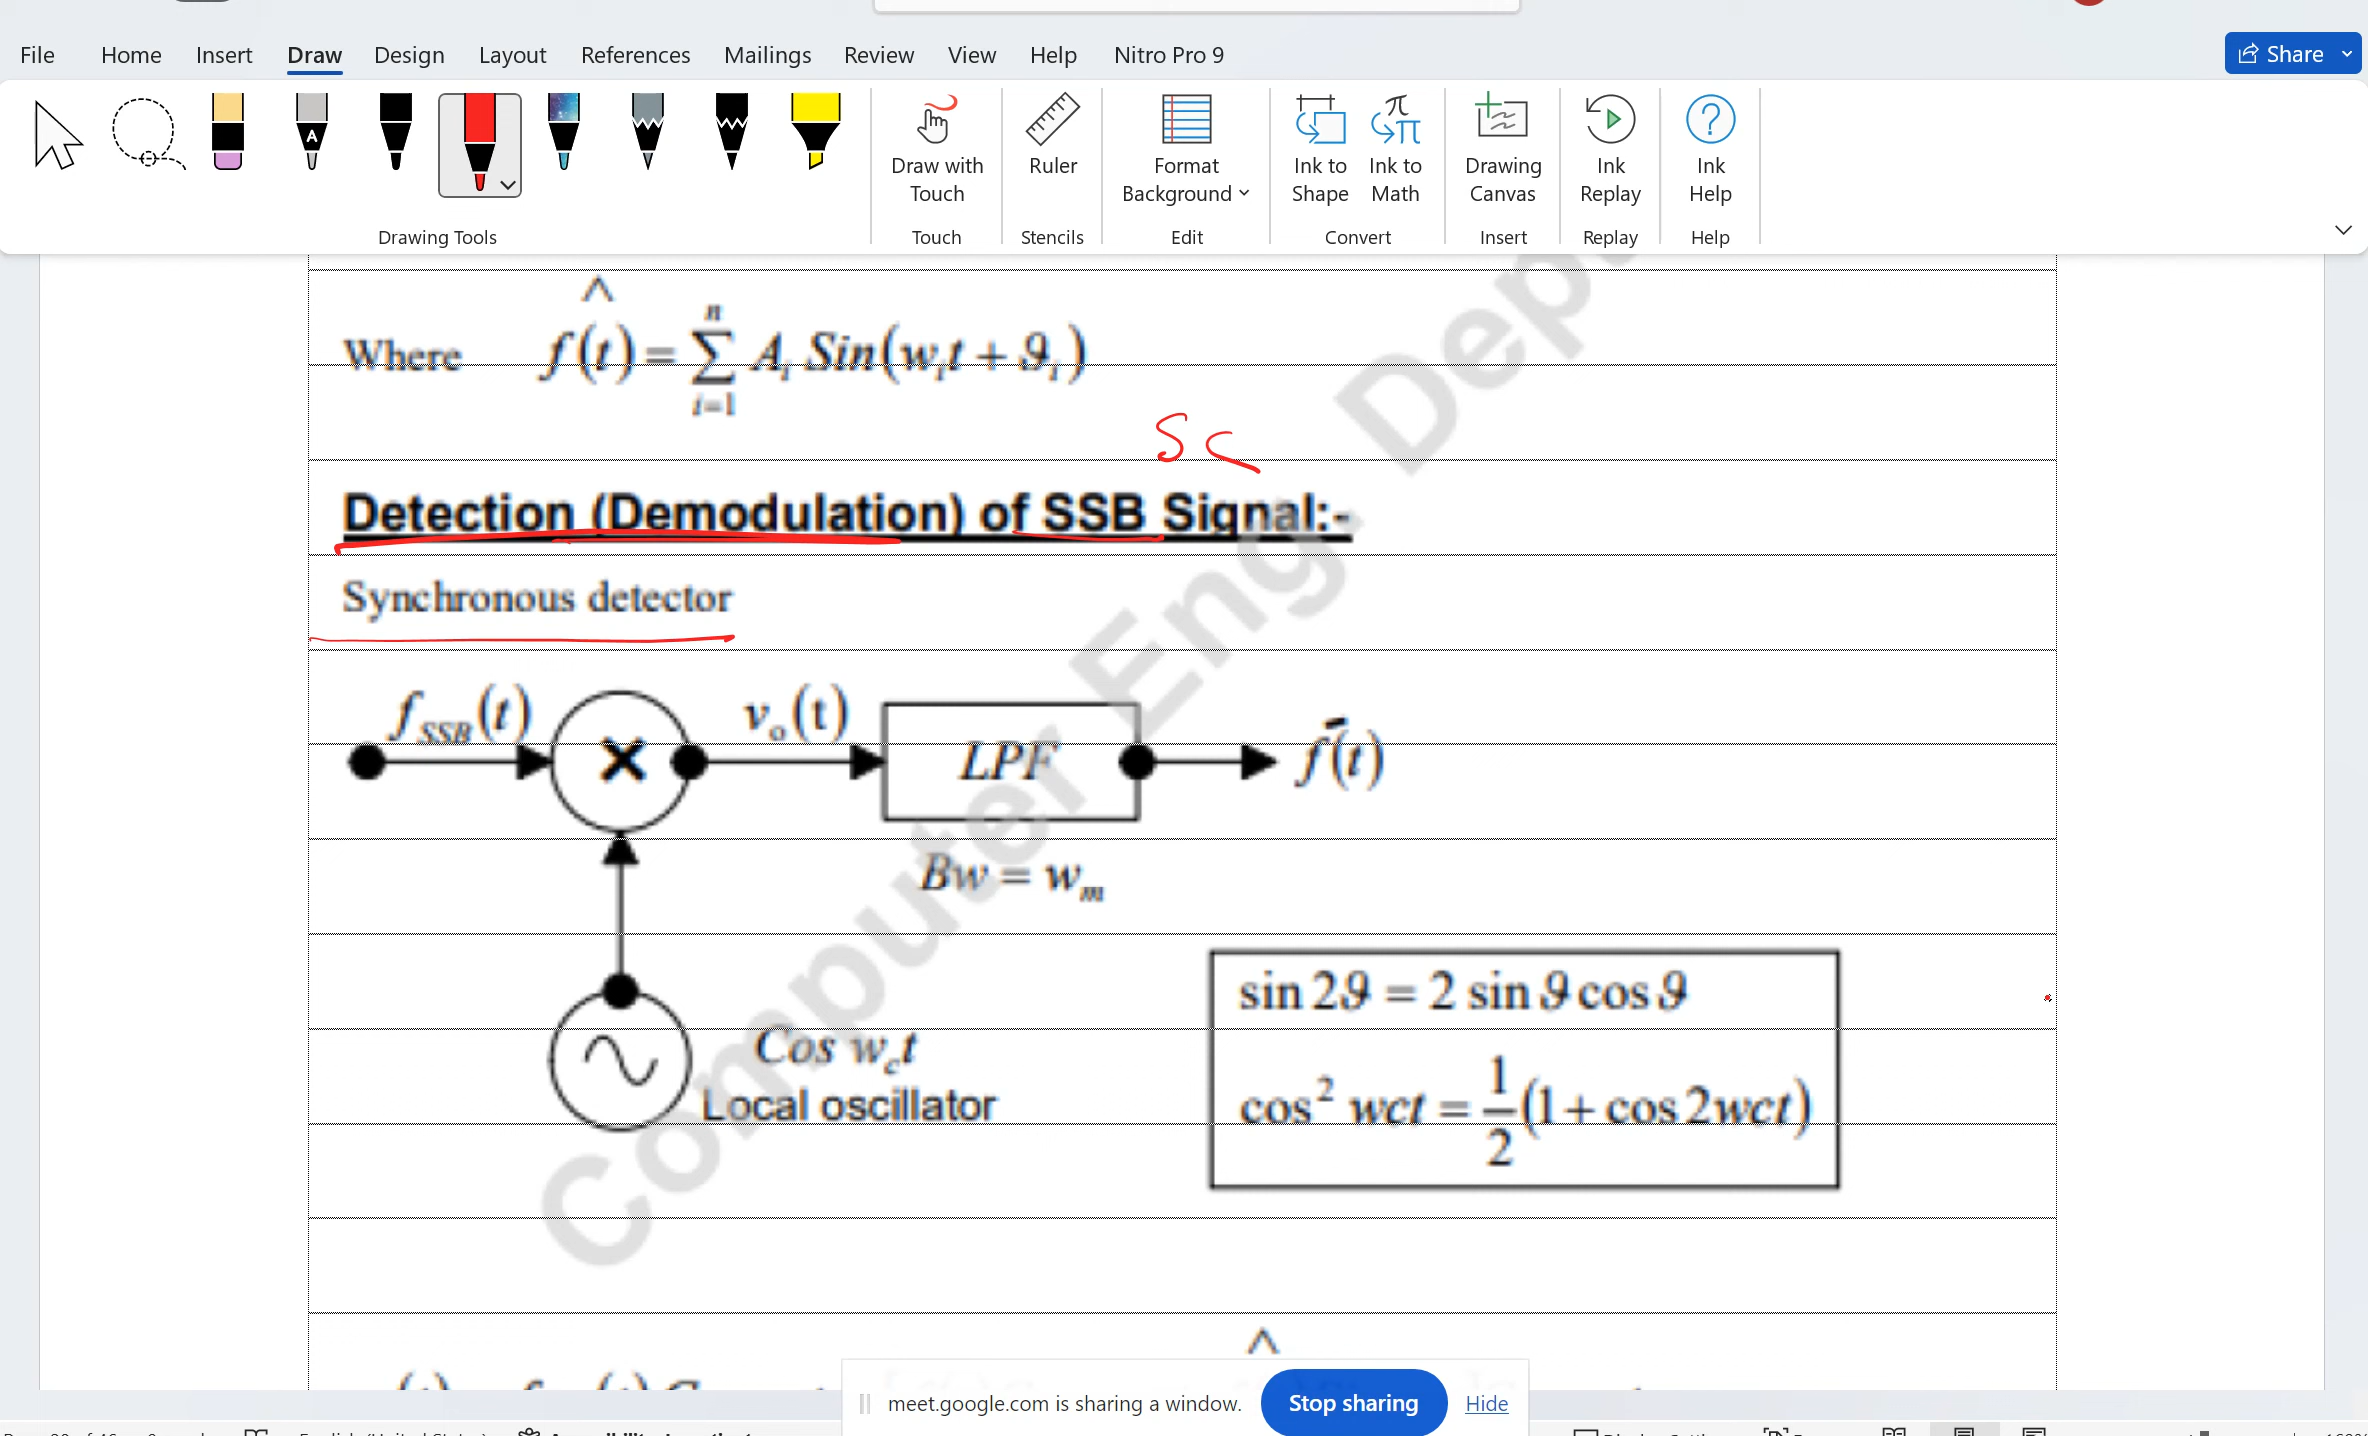 File Home Insert Draw Design Layout References Mailings Review View Help Nitro Pro 9 Share
Draw with Touch
Ruler
Format Background
Ink to Shape
Ink to Math
Drawing Canvas
Ink Replay
Ink Help
Drawing Tools Touch Stencils Edit Convert Insert Replay Help
Where f^(t) = Σ_{i=1}^{n} A_i Sin(w_i t + ϑ_i)
SC
Detection (Demodulation) of SSB Signal:-
Synchronous detector
f_SSB(t) × v_o(t) LPF f̄(t)
Bw = w_m
Cos w_c t
Local oscillator
sin 2ϑ = 2 sin ϑ cos ϑ
cos² wct = 1/2 (1 + cos 2wct)
Computer Eng. Dep
meet.google.com is sharing a window. Stop sharing Hide